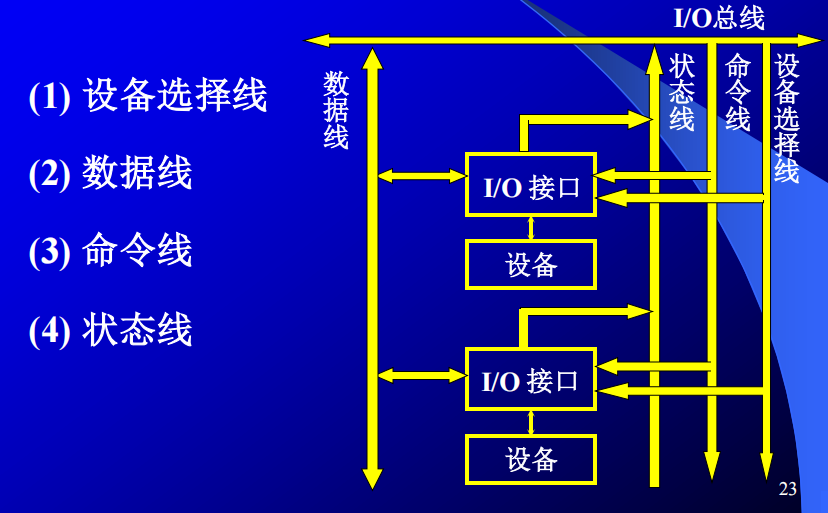 I/O总线
(1) 设备选择线
(2) 数据线
(3) 命令线
(4) 状态线
数据线
状态线
命令线
设备选择线
I/O 接口
设备
I/O 接口
设备
23